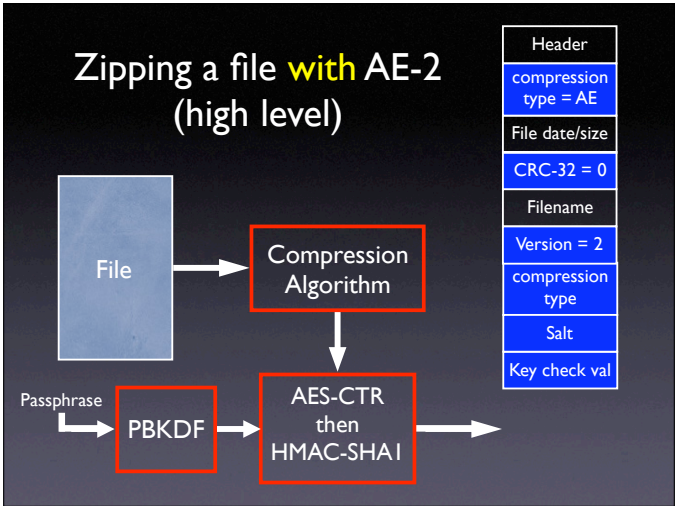 Zipping a file with AE-2
(high level)
File
Compression
Algorithm
Passphrase
PBKDF
AES-CTR
then
HMAC-SHA1
Header
compression
type = AE
File date/size
CRC-32 = 0
Filename
Version = 2
compression
type
Salt
Key check val